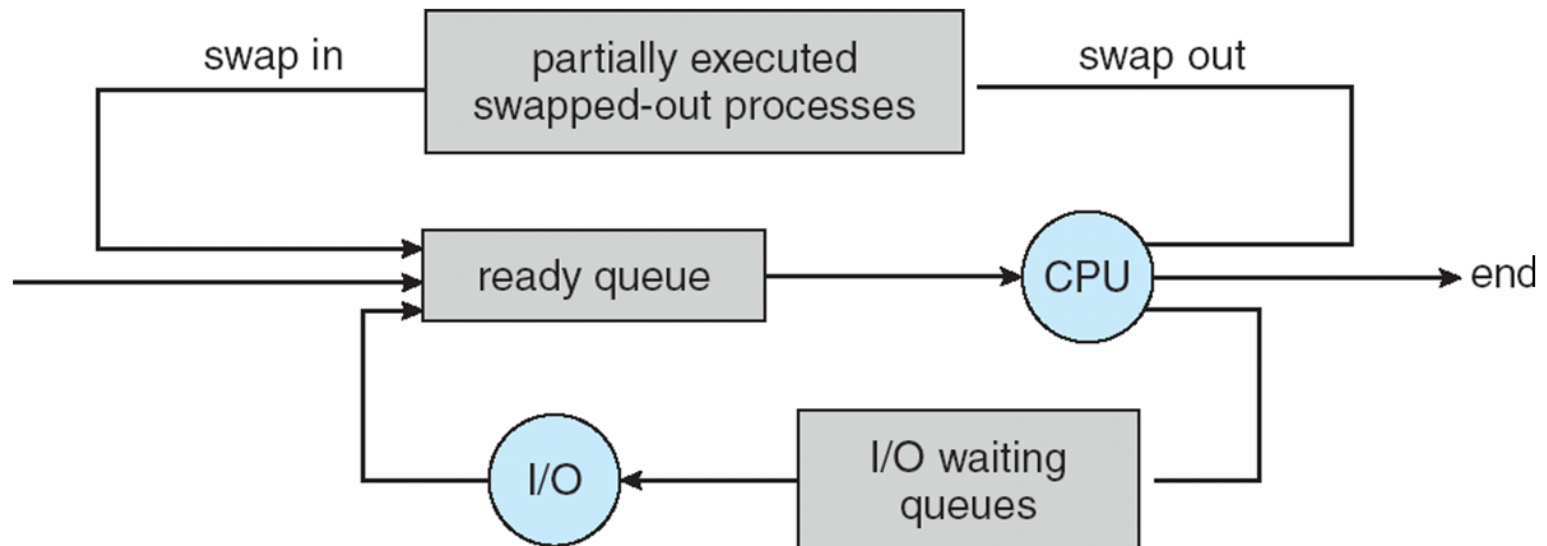 swap in
partially executed
swapped-out processes
swap out
ready queue
CPU
end
I/O
I/O waiting
queues